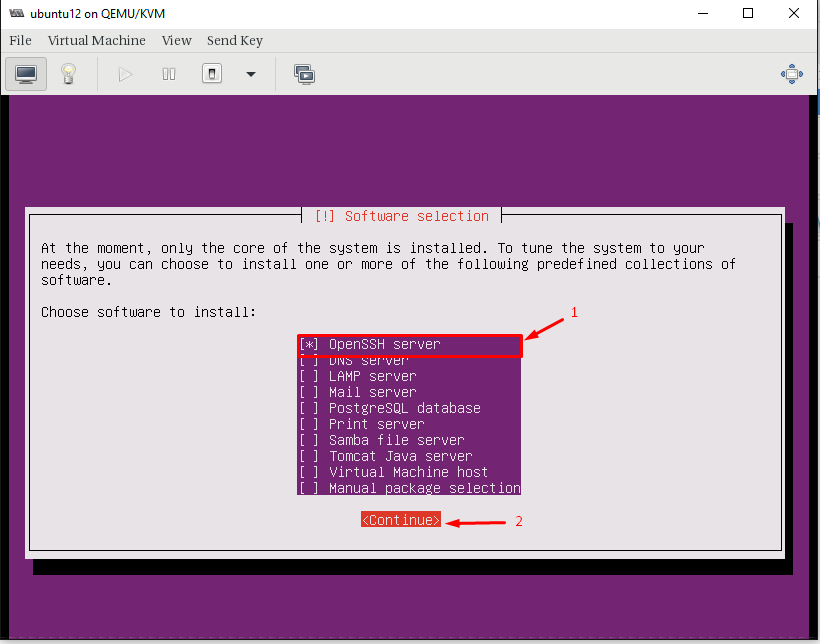 ubuntu12 on QEMU/KVM
File Virtual Machine View Send Key
[!] Software selection
At the moment, only the core of the system is installed. To tune the system to your
needs, you can choose to install one or more of the following predefined collections of
software.
Choose software to install:
1
[*] OpenSSH server
[ ] DNS server
[ ] LAMP server
[ ] Mail server
[ ] PostgreSQL database
[ ] Print server
[ ] Samba file server
[ ] Tomcat Java server
[ ] Virtual Machine host
[ ] Manual package selection
<Continue> 2